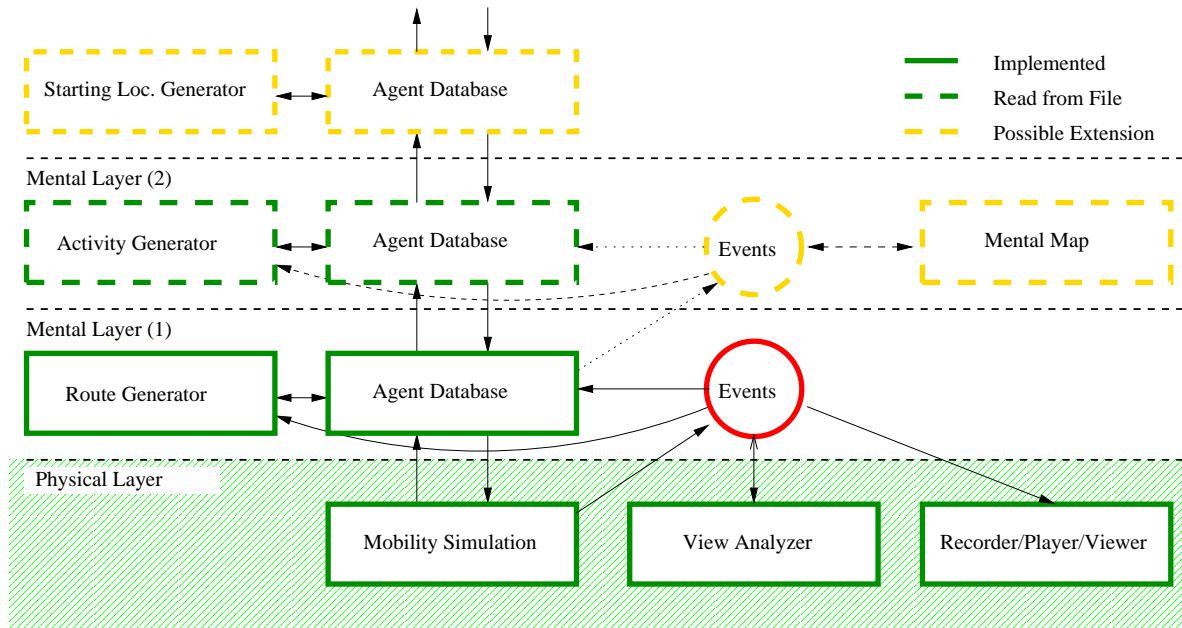 Starting Loc. Generator
Agent Database
Implemented
Read from File
Possible Extension
Mental Layer (2)
Activity Generator
Agent Database
Events
Mental Map
Mental Layer (1)
Route Generator
Agent Database
Events
Physical Layer
Mobility Simulation
View Analyzer
Recorder/Player/Viewer